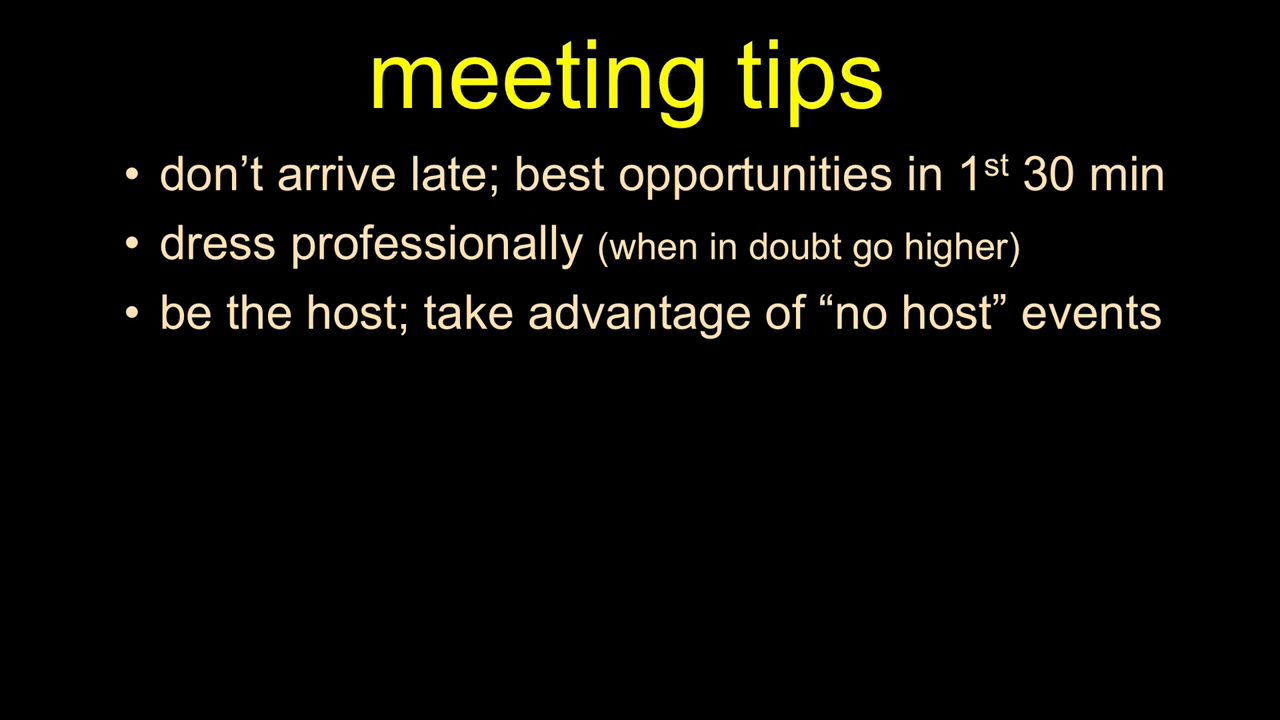 meeting tips
• don’t arrive late; best opportunities in 1st 30 min
• dress professionally (when in doubt go higher)
• be the host; take advantage of “no host” events